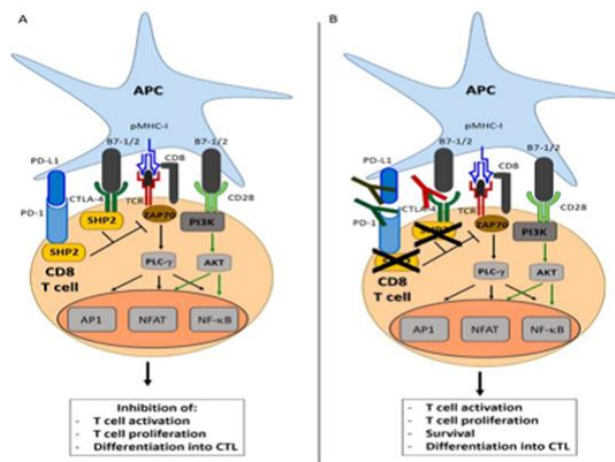 A
APC
pMHC-I
B7-1/2
B7-1/2
PD-L1
CD8
CTLA-4
TCR
CD28
PD-1
SHP2
ZAP70
PI3K
SHP2
CD8
T cell
PLC-γ
AKT
AP1
NFAT
NF-κB
Inhibition of:
- T cell activation
- T cell proliferation
- Differentiation into CTL
B
APC
pMHC-I
B7-1/2
B7-1/2
PD-L1
CD8
CTLA-4
TCR
CD28
PD-1
SHP2
ZAP70
PI3K
CD8
T cell
PLC-γ
AKT
AP1
NFAT
NF-κB
- T cell activation
- T cell proliferation
- Survival
- Differentiation into CTL